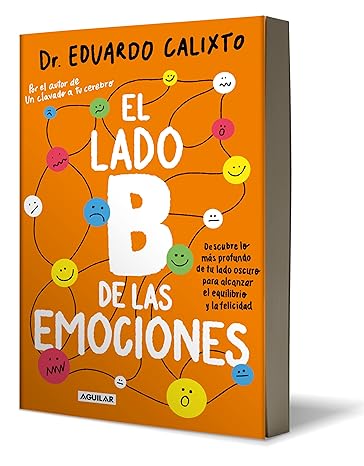 Dr. EDUARDO CALIXTO
Por el autor de
Un clavado a tu cerebro
EL
LADO
B
DE LAS
EMOCIONES
Descubre lo
más profundo
de tu lado oscuro
para alcanzar
el equilibrio
y la felicidad
AGUILAR